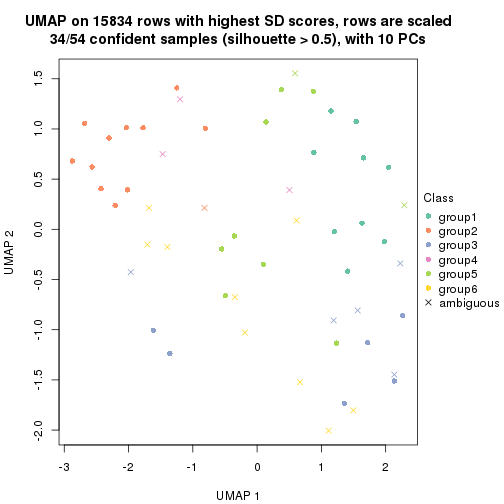 UMAP on 15834 rows with highest SD scores, rows are scaled
34/54 confident samples (silhouette > 0.5), with 10 PCs
1.5
1.0
0.5
0.0
-0.5
-1.0
-1.5
-2.0
UMAP 2
-3
-2
-1
0
1
2
UMAP 1
Class
group1
group2
group3
group4
group5
group6
ambiguous